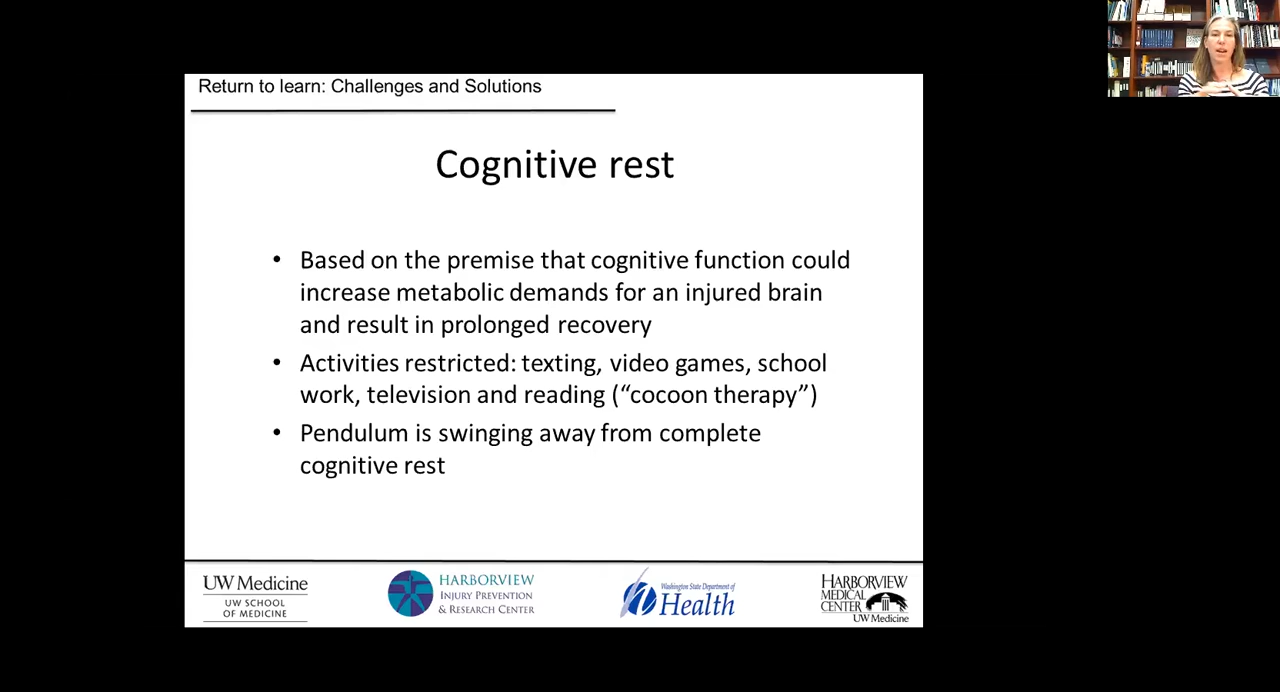 Return to learn: Challenges and Solutions
Cognitive rest
• Based on the premise that cognitive function could
increase metabolic demands for an injured brain
and result in prolonged recovery
• Activities restricted: texting, video games, school
work, television and reading (“cocoon therapy”)
• Pendulum is swinging away from complete
cognitive rest
UW Medicine
UW SCHOOL
OF MEDICINE
HARBORVIEW
INJURY PREVENTION
& RESEARCH CENTER
Washington State Department of
Health
HARBORVIEW
MEDICAL
CENTER
UW Medicine